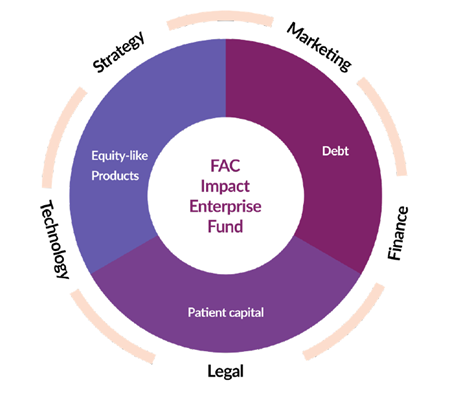 Strategy
Marketing
Equity-like
Products
FAC
Impact
Enterprise
Fund
Debt
Technology
Finance
Patient capital
Legal